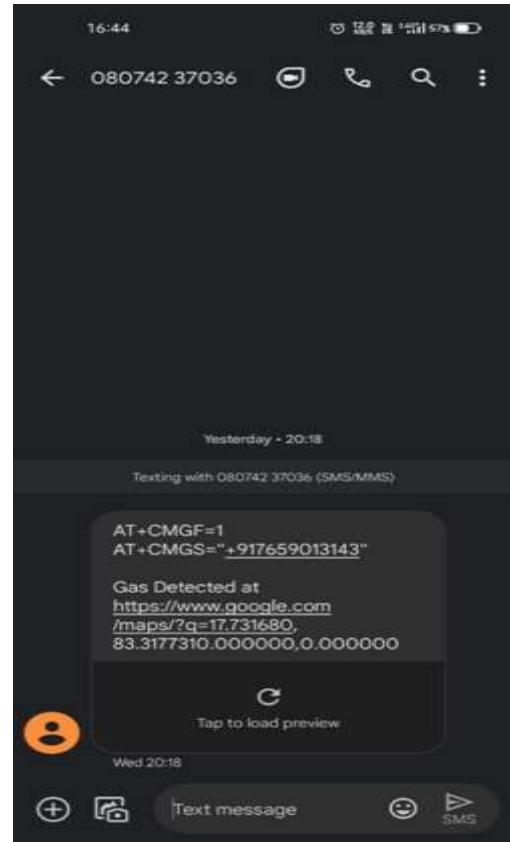 16:44
57%
080742 37036
Yesterday • 20:18
Texting with 080742 37036 (SMS/MMS)
AT+CMGF=1
AT+CMGS="+917659013143"
Gas Detected at
https://www.google.com
/maps/?q=17.731680,
83.3177310.000000,0.000000
Tap to load preview
Wed 20:18
Text message
SMS